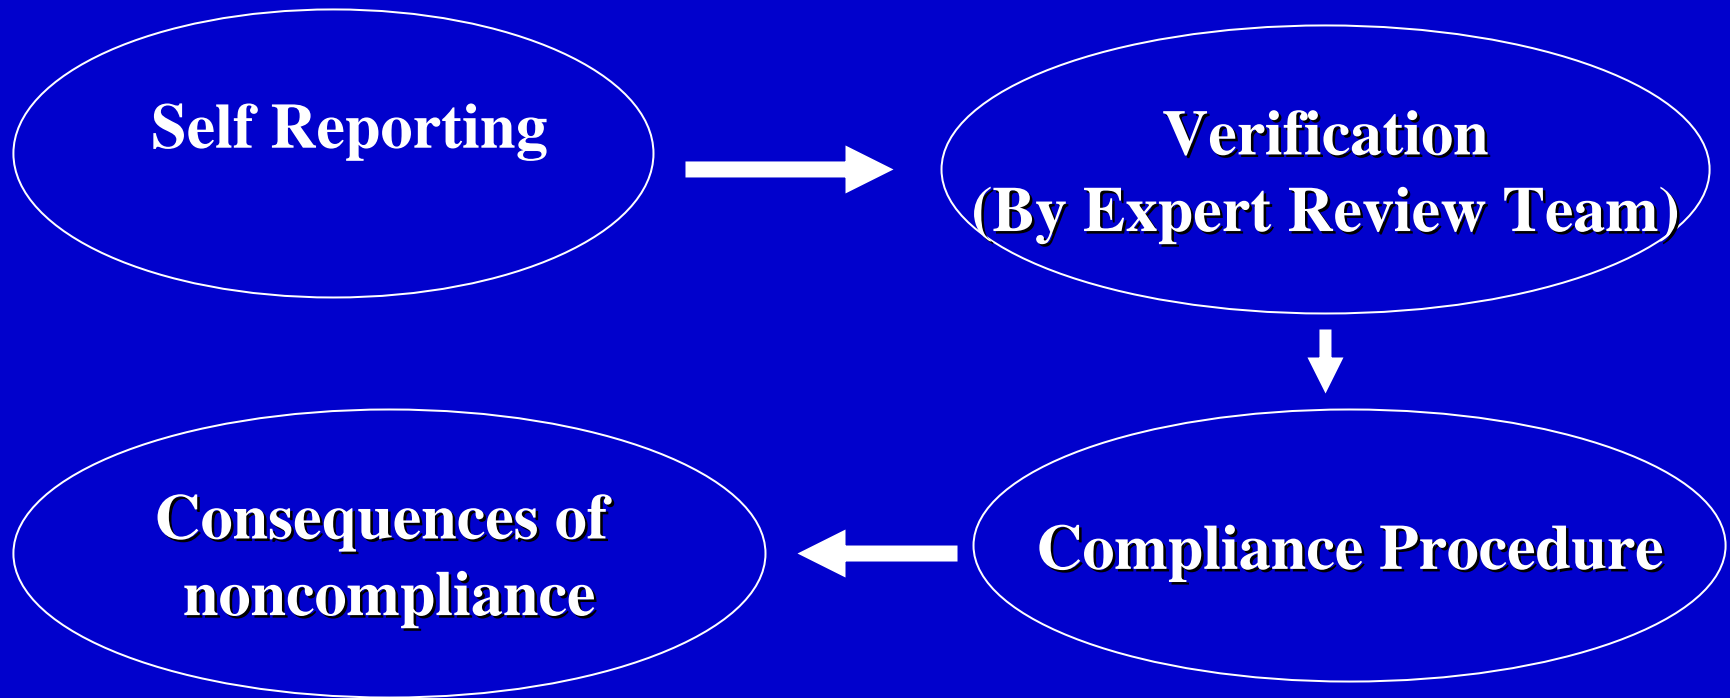 Self Reporting
Verification
(By Expert Review Team)
Compliance Procedure
Consequences of
noncompliance